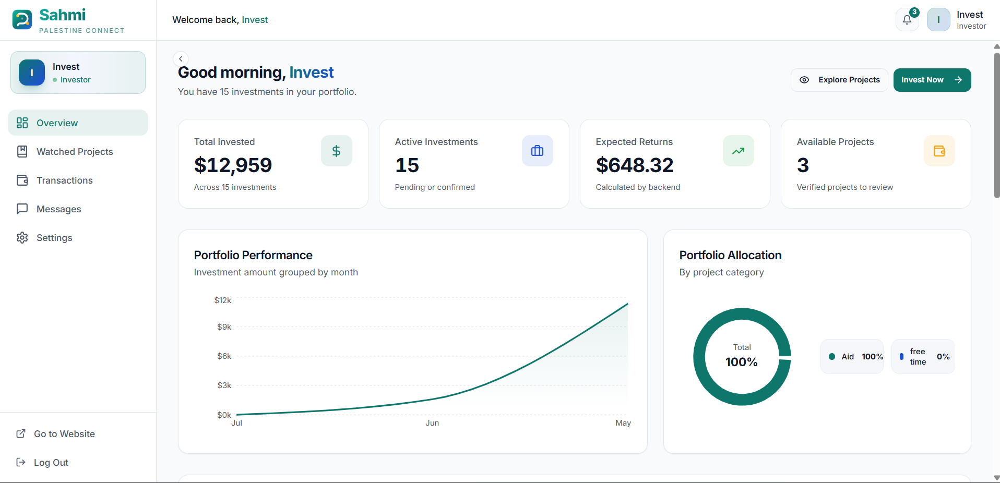 Sahmi
PALESTINE CONNECT
Welcome back, Invest
3
I
Invest
Investor
I
Invest
Investor
Overview
Watched Projects
Transactions
Messages
Settings
Go to Website
Log Out
Good morning, Invest
You have 15 investments in your portfolio.
Explore Projects
Invest Now
Total Invested
$12,959
Across 15 investments
Active Investments
15
Pending or confirmed
Expected Returns
$648.32
Calculated by backend
Available Projects
3
Verified projects to review
Portfolio Performance
Investment amount grouped by month
$12k
$9k
$6k
$3k
$0k
Jul Jun May
Portfolio Allocation
By project category
Total
100%
Aid 100%
free
time 0%